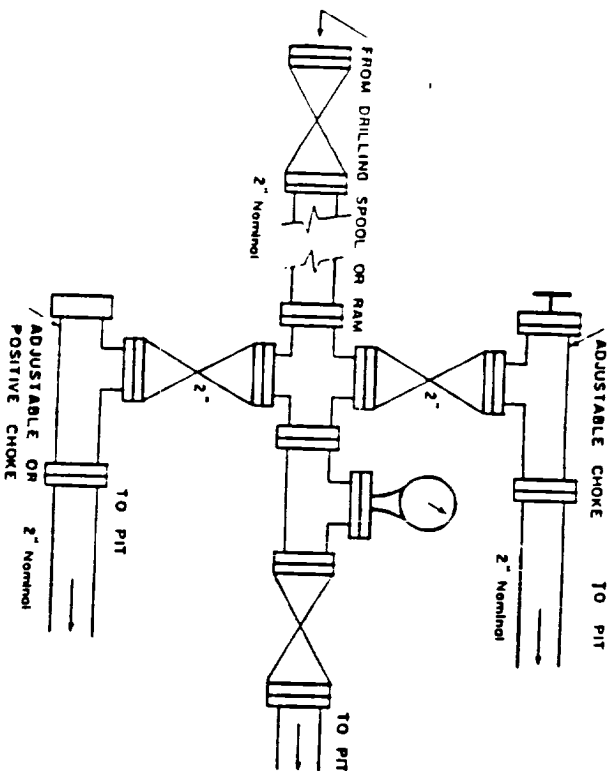 FROM DRILLING SPOOL OR RAM
2" Nominal
ADJUSTABLE CHOKE
TO PIT
2" Nominal
2"
2"
TO PIT
ADJUSTABLE OR
POSITIVE CHOKE
TO PIT
2" Nominal